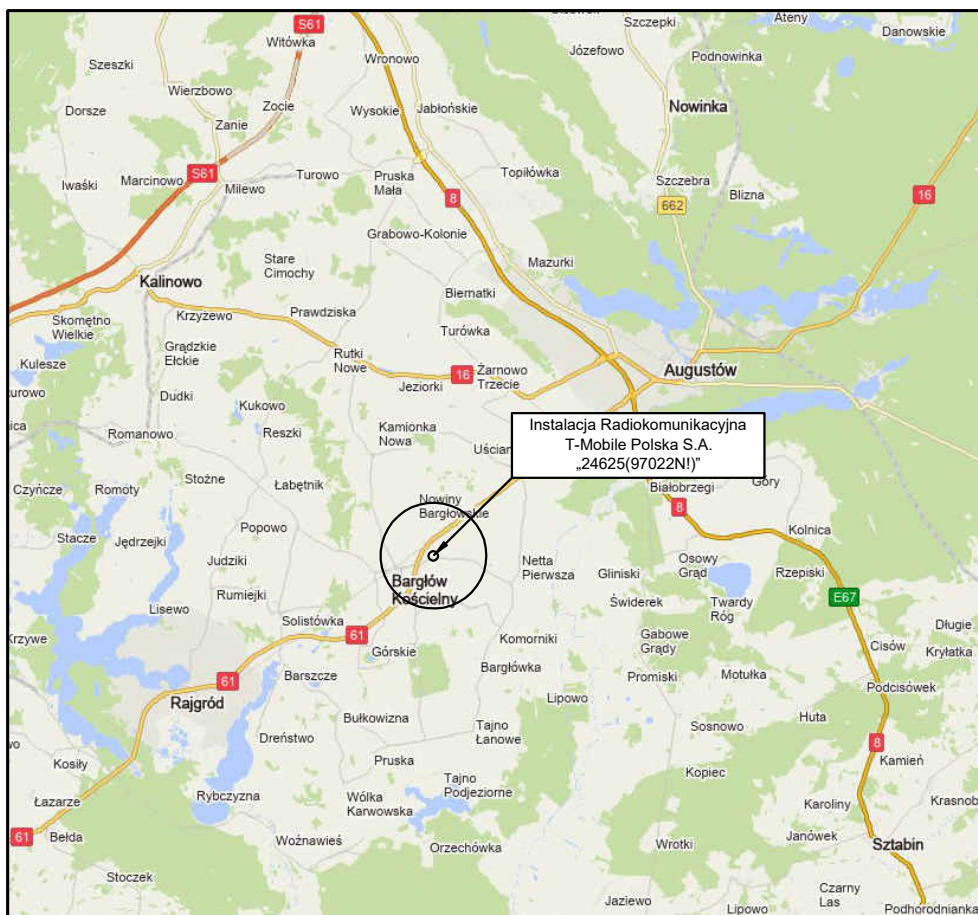 Szczepki
Ateny
Danowskie
S61
Witówka
Józefowo
Podnowinka
Szeszki
Wronowo
Wierzbowo
Nowinka
Dorsze
Zocie
Wysokie
Jabłońskie
Zanie
S61
Topiłówka
Iwaśki
Marcinowo
Milewo
Turowo
Pruska
Mała
8
Szczebra
Blizna
16
662
Grabowo-Kolonie
Stare
Cimochy
Mazurki
Kalinowo
Biernatki
Krzyżewo
Prawdziska
Skomętno
Wielkie
Turówka
Grądzkie
Ełckie
Rutki
Nowe
Kulesze
16
Żarnowo
Trzecie
Augustów
Jeziorki
Dudki
Kukowo
Romanowo
Reszki
Kamionka
Nowa
Instalacja Radiokomunikacyjna
T-Mobile Polska S.A.
„24625(97022N!)”
Czyńcze
Romoty
Stożne
Łabętnik
Białobrzegi
Góry
Nowiny
Bargłowskie
8
Kolnica
Stacze
Jędrzejki
Popowo
Judziki
Netta
Pierwsza
Gliniski
Osowy
Grąd
Rzepiski
Bargłów
Kościelny
Lisewo
Rumiejki
Świderek
Twardy
Róg
E67
Solistówka
61
Długie
Krzywe
Komorniki
Gabowe
Grądy
Cisów
Kryłatka
Górskie
Bargłówka
61
Barszcze
Promiski
Motułka
Podcisówek
Rajgród
Lipowo
Bułkowizna
Huta
Tajno
Łanowe
Sosnowo
Dreństwo
8
Kosiły
Pruska
Kamień
Kopiec
Tajno
Podjeziorne
Rybczyzna
Łazarze
Wólka
Karwowska
Karoliny
61
Bełda
Woźnawieś
Orzechówka
Wrotki
Janówek
Sztabin
Stoczek
Czarny
Las
Jaziewo
Lipowo
Podhorodnianka